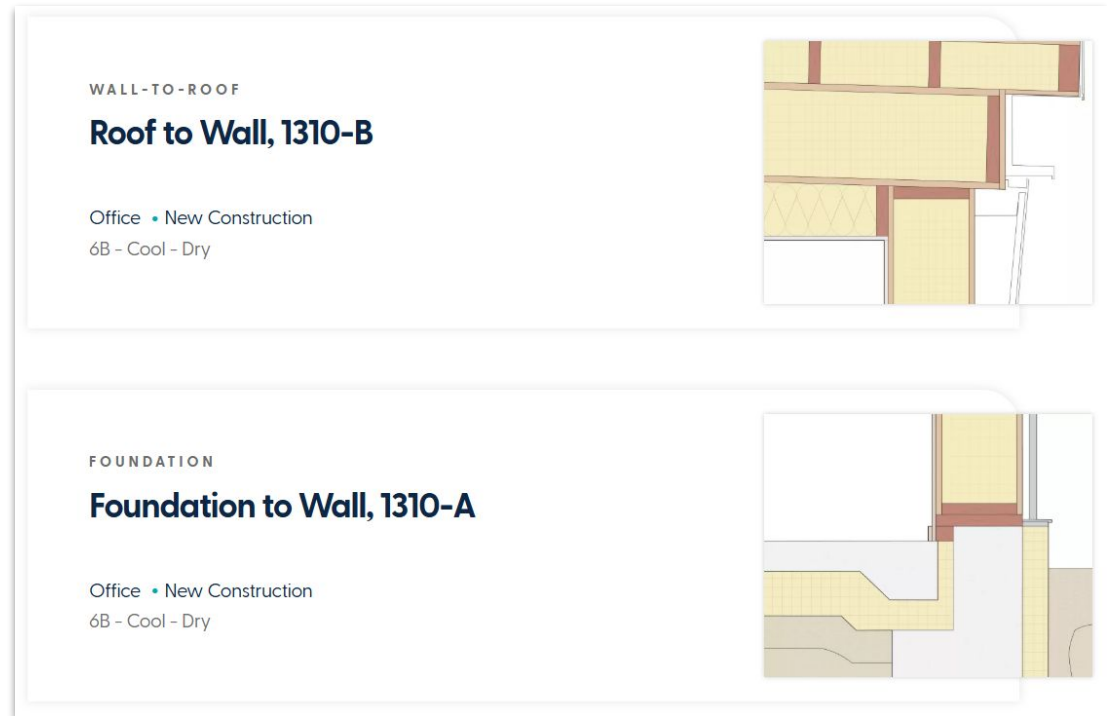 WALL-TO-ROOF
Roof to Wall, 1310-B
Office • New Construction
6B - Cool - Dry
FOUNDATION
Foundation to Wall, 1310-A
Office • New Construction
6B - Cool - Dry